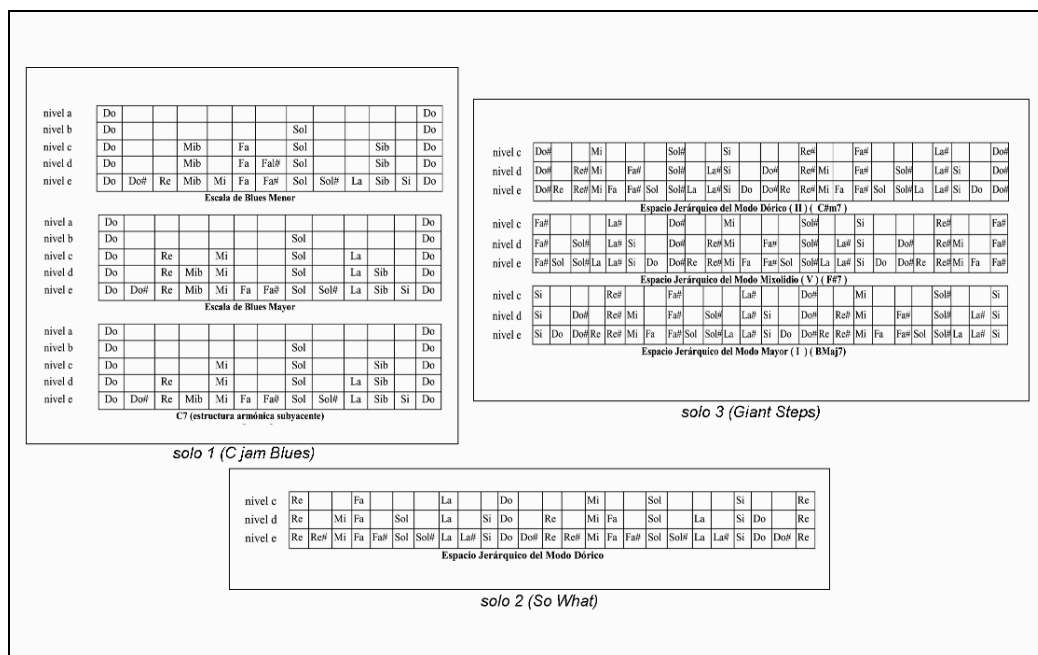 nivel a Do Do
nivel b Do Sol Do
nivel c Do Mib Fa Sol Sib Do
nivel d Do Mib Fa Fal# Sol Sib Do
nivel e Do Do# Re Mib Mi Fa Fa# Sol Sol# La Sib Si Do
Escala de Blues Menor
nivel a Do Do
nivel b Do Sol Do
nivel c Do Re Mi Sol La Do
nivel d Do Re Mib Mi Sol La Sib Do
nivel e Do Do# Re Mib Mi Fa Fa# Sol Sol# La Sib Si Do
Escala de Blues Mayor
nivel a Do Do
nivel b Do Sol Do
nivel c Do Mi Sol Sib Do
nivel d Do Re Mi Sol La Sib Do
nivel e Do Do# Re Mib Mi Fa Fa# Sol Sol# La Sib Si Do
C7 (estructura armónica subyacente)
solo 1 (C jam Blues)
nivel c Do# Mi Sol# Si Re# Fa# La# Do#
nivel d Do# Re# Mi Fa# Sol# La# Si Do# Re# Mi Fa# Sol# La# Si Do#
nivel e Do# Re Re# Mi Fa Fa# Sol Sol# La La# Si Do Do# Re Re# Mi Fa Fa# Sol Sol# La La# Si Do Do#
Espacio Jerárquico del Modo Dórico ( II ) ( C#m7 )
nivel c Fa# La# Do# Mi Sol# Si Re# Fa#
nivel d Fa# Sol# La# Si Do# Re# Mi Fa# Sol# La# Si Do# Re# Mi Fa#
nivel e Fa# Sol Sol# La La# Si Do Do# Re Re# Mi Fa Fa# Sol Sol# La La# Si Do Do# Re Re# Mi Fa Fa#
Espacio Jerárquico del Modo Mixolidio ( V ) ( F#7 )
nivel c Si Re# Fa# La# Do# Mi Sol# Si
nivel d Si Do# Re# Mi Fa# Sol# La# Si Do# Re# Mi Fa# Sol# La# Si
nivel e Si Do Do# Re Re# Mi Fa Fa# Sol Sol# La La# Si Do Do# Re Re# Mi Fa Fa# Sol Sol# La La# Si
Espacio Jerárquico del Modo Mayor ( I ) ( BMaj7)
solo 3 (Giant Steps)
nivel c Re Fa La Do Mi Sol Si Re
nivel d Re Mi Fa Sol La Si Do Re Mi Fa Sol La Si Do Re
nivel e Re Re# Mi Fa Fa# Sol Sol# La La# Si Do Do# Re Re# Mi Fa Fa# Sol Sol# La La# Si Do Do# Re
Espacio Jerárquico del Modo Dórico
solo 2 (So What)